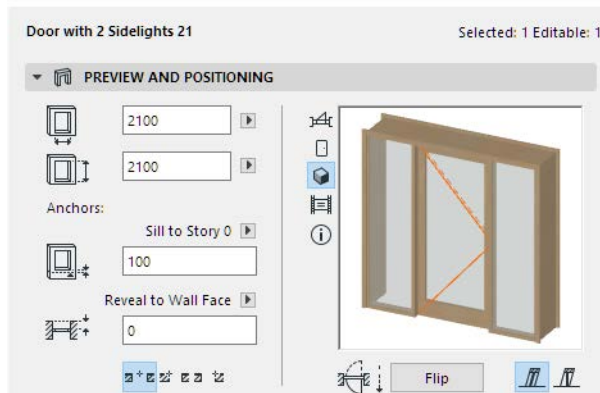 Door with 2 Sidelights 21
Selected: 1 Editable: 1
PREVIEW AND POSITIONING
2100
2100
Anchors:
Sill to Story 0
100
Reveal to Wall Face
0
Flip